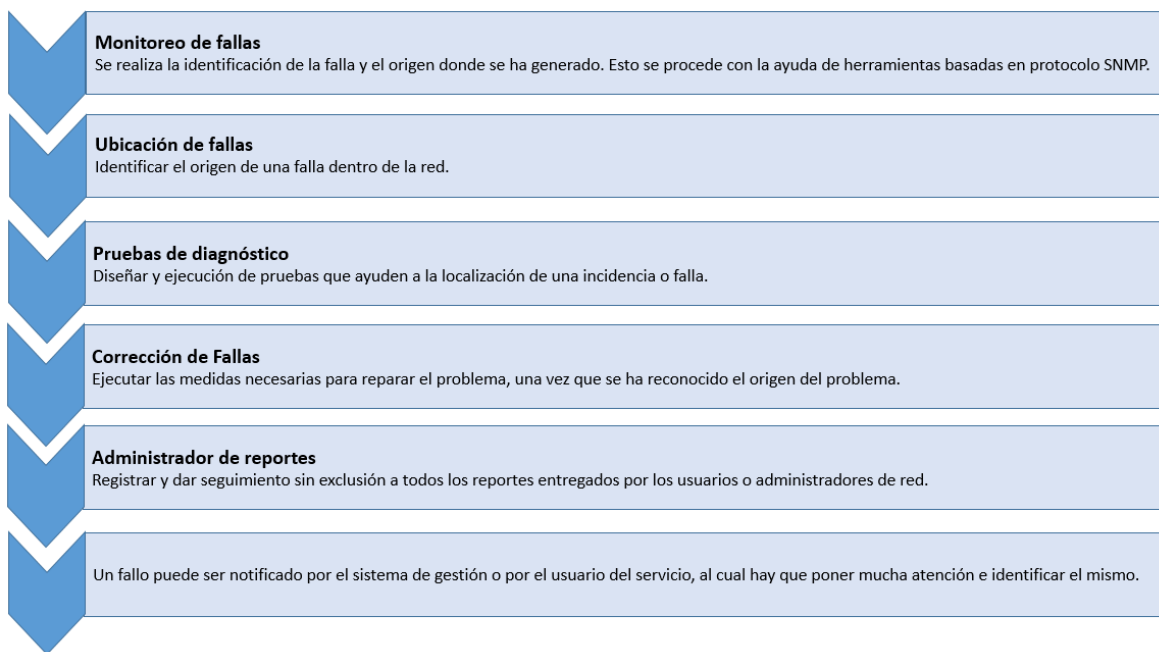 Monitoreo de fallas
Se realiza la identificación de la falla y el origen donde se ha generado. Esto se procede con la ayuda de herramientas basadas en protocolo SNMP.
Ubicación de fallas
Identificar el origen de una falla dentro de la red.
Pruebas de diagnóstico
Diseñar y ejecución de pruebas que ayuden a la localización de una incidencia o falla.
Corrección de Fallas
Ejecutar las medidas necesarias para reparar el problema, una vez que se ha reconocido el origen del problema.
Administrador de reportes
Registrar y dar seguimiento sin exclusión a todos los reportes entregados por los usuarios o administradores de red.
Un fallo puede ser notificado por el sistema de gestión o por el usuario del servicio, al cual hay que poner mucha atención e identificar el mismo.